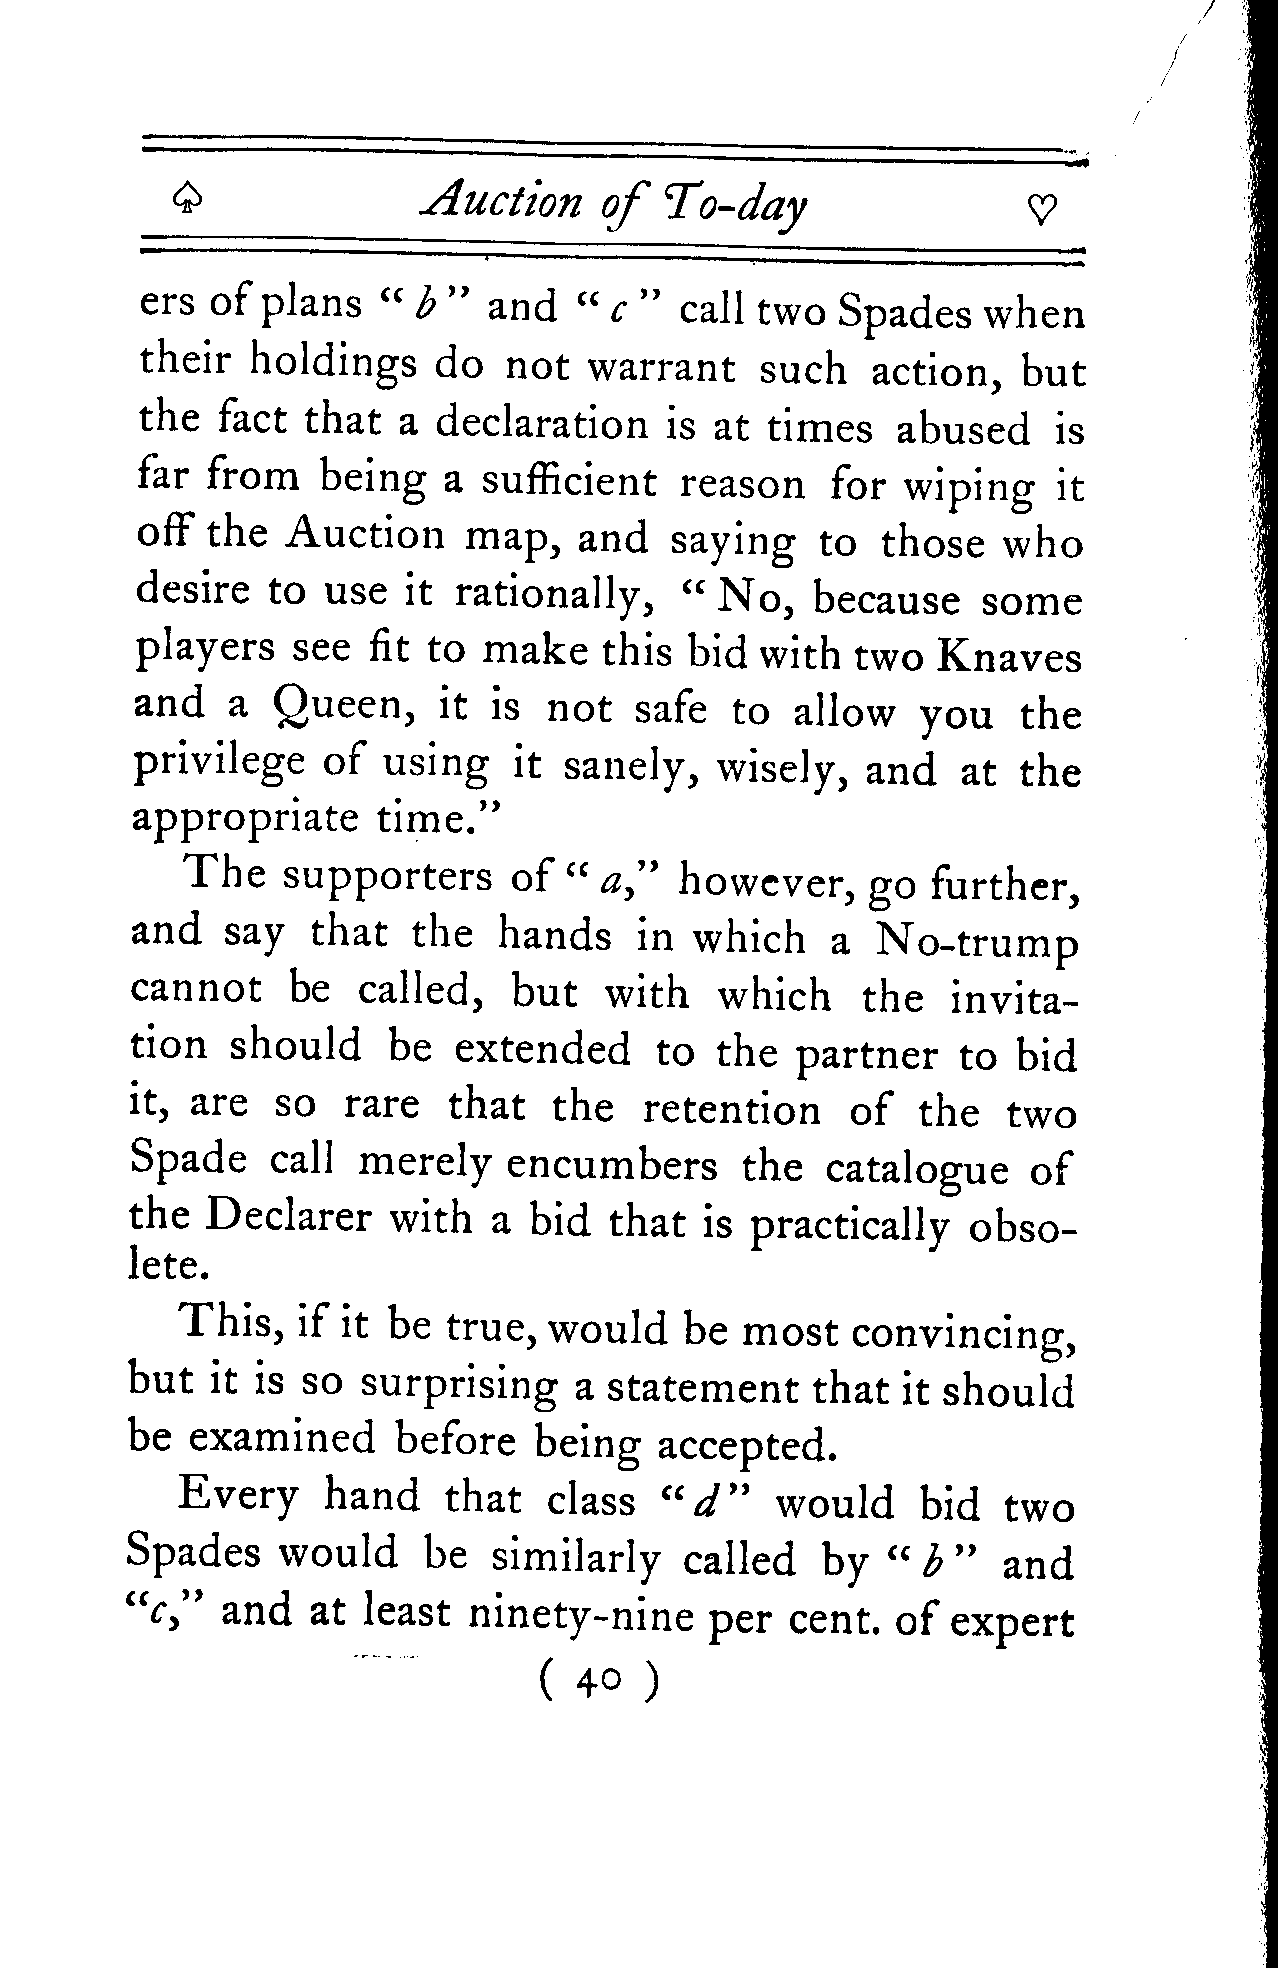 ♤ Auction of To-day ♡
ers of plans “ b ” and “ c ” call two Spades when
their holdings do not warrant such action, but
the fact that a declaration is at times abused is
far from being a sufficient reason for wiping it
off the Auction map, and saying to those who
desire to use it rationally, “ No, because some
players see fit to make this bid with two Knaves
and a Queen, it is not safe to allow you the
privilege of using it sanely, wisely, and at the
appropriate time.”
The supporters of “ a,” however, go further,
and say that the hands in which a No-trump
cannot be called, but with which the invita-
tion should be extended to the partner to bid
it, are so rare that the retention of the two
Spade call merely encumbers the catalogue of
the Declarer with a bid that is practically obso-
lete.
This, if it be true, would be most convincing,
but it is so surprising a statement that it should
be examined before being accepted.
Every hand that class “ d ” would bid two
Spades would be similarly called by “ b ” and
“c,” and at least ninety-nine per cent. of expert
( 40 )